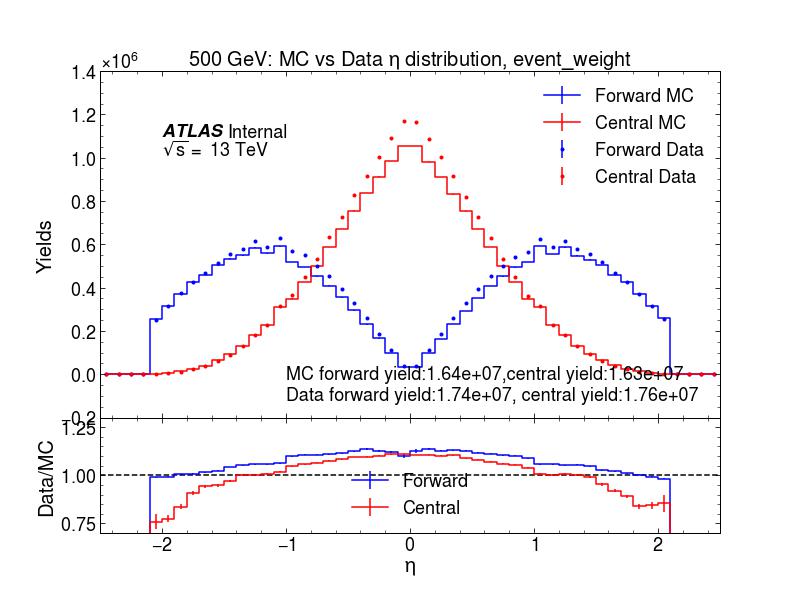 ×10⁶
500 GeV: MC vs Data η distribution, event_weight
1.4
1.2
1.0
0.8
0.6
0.4
0.2
0.0
0.2
Yields
ATLAS Internal
√s = 13 TeV
Forward MC
Central MC
Forward Data
Central Data
MC forward yield:1.64e+07,central yield:1.63e+07
Data forward yield:1.74e+07, central yield:1.76e+07
1.25
1.00
0.75
Data/MC
Forward
Central
−2 −1 0 1 2
η